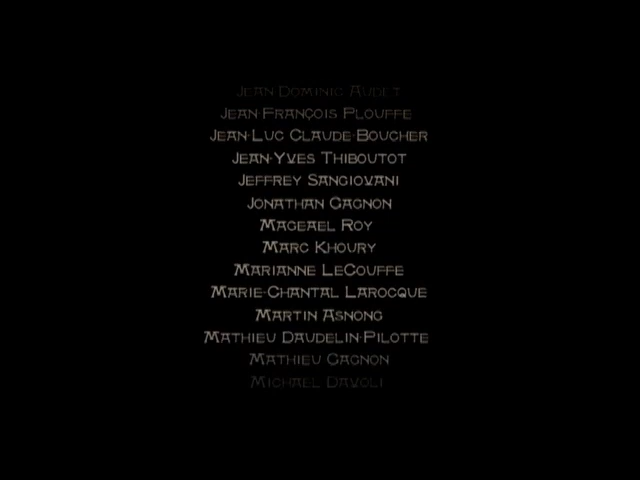 Jean Dominic Audet
Jean-François Plouffe
Jean-Luc Claude-Boucher
Jean-Yves Thiboutot
Jeffrey Sangiovani
Jonathan Gagnon
Mageael Roy
Marc Khoury
Marianne LeCouffe
Marie-Chantal Larocque
Martin Asnong
Mathieu Daudelin-Pilotte
Mathieu Gagnon
Michael Davoli